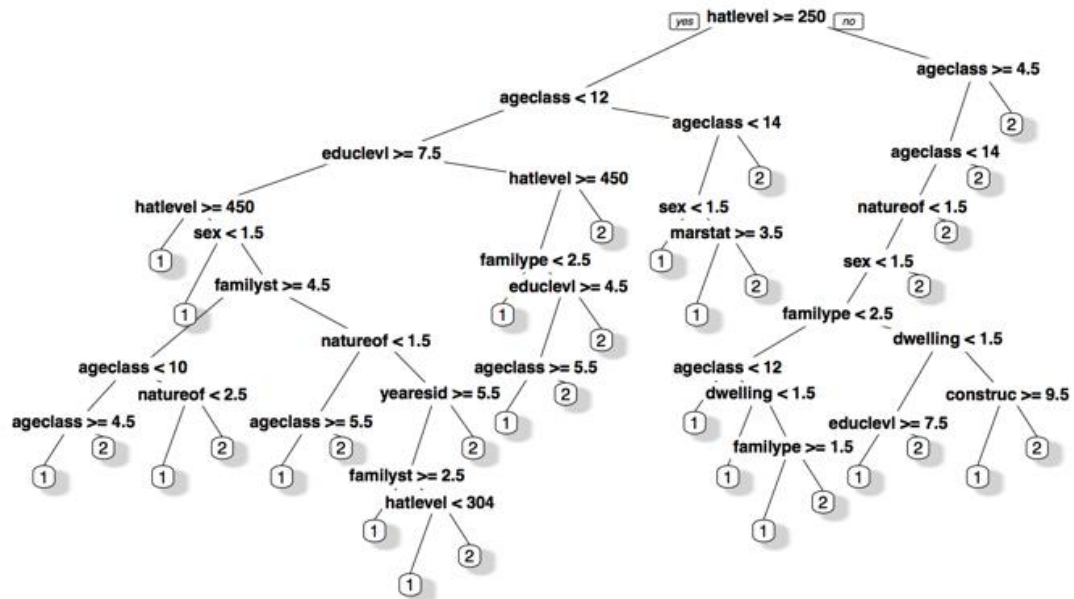 yes hatlevel >= 250 no
ageclass >= 4.5
ageclass < 12
ageclass < 14 2
educlevl >= 7.5 ageclass < 14
hatlevel >= 450 2 2
hatlevel >= 450 sex < 1.5 natureof < 1.5
sex < 1.5 2 marstat >= 3.5 2
1 familype < 2.5 1 sex < 1.5
familyst >= 4.5 educlevl >= 4.5 2 2
1 1 1 familype < 2.5
natureof < 1.5 2 dwelling < 1.5
ageclass < 10 ageclass >= 5.5 ageclass < 12
natureof < 2.5 yearesid >= 5.5 2 dwelling < 1.5 construc >= 9.5
ageclass >= 4.5 ageclass >= 5.5 1 1 educlevl >= 7.5
2 2 2 2 familype >= 1.5 2 2
1 1 1 familyst >= 2.5 1 1 1
hatlevel < 304 2
1 1
2
1